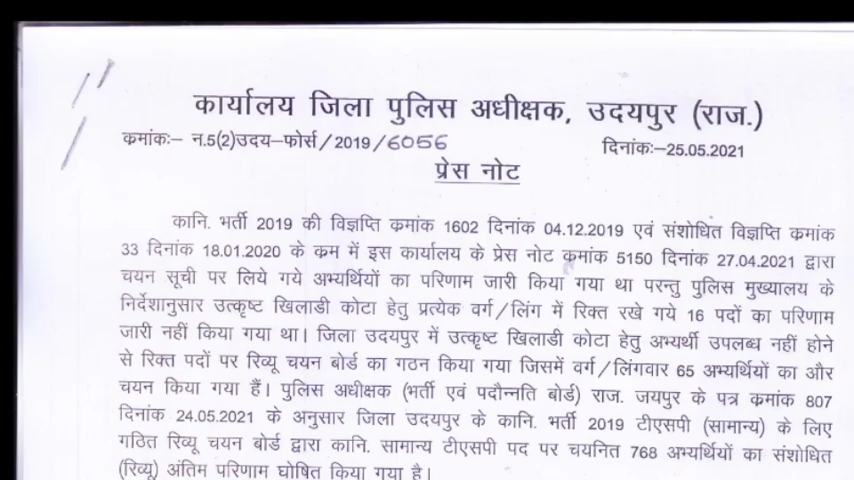 कार्यालय जिला पुलिस अधीक्षक, उदयपुर (राज.)
क्रमांकः– न.5(2)उदय–फोर्स/2019/6056 दिनांकः–25.05.2021
प्रेस नोट
कानि. भर्ती 2019 की विज्ञप्ति क्रमांक 1602 दिनांक 04.12.2019 एवं संशोधित विज्ञप्ति क्रमांक
33 दिनांक 18.01.2020 के क्रम में इस कार्यालय के प्रेस नोट क्रमांक 5150 दिनांक 27.04.2021 द्वारा
चयन सूची पर लिये गये अभ्यर्थियों का परिणाम जारी किया गया था परन्तु पुलिस मुख्यालय के
निर्देशानुसार उत्कृष्ट खिलाडी कोटा हेतु प्रत्येक वर्ग/लिंग में रिक्त रखे गये 16 पदों का परिणाम
जारी नहीं किया गया था। जिला उदयपुर में उत्कृष्ट खिलाडी कोटा हेतु अभ्यर्थी उपलब्ध नहीं होने
से रिक्त पदों पर रिव्यू चयन बोर्ड का गठन किया गया जिसमें वर्ग/लिंगवार 65 अभ्यर्थियों का और
चयन किया गया हैं। पुलिस अधीक्षक (भर्ती एवं पदौन्नति बोर्ड) राज. जयपुर के पत्र क्रमांक 807
दिनांक 24.05.2021 के अनुसार जिला उदयपुर के कानि. भर्ती 2019 टीएसपी (सामान्य) के लिए
गठित रिव्यू चयन बोर्ड द्वारा कानि. सामान्य टीएसपी पद पर चयनित 768 अभ्यर्थियों का संशोधित
(रिव्यू) अंतिम परिणाम घोषित किया गया है।